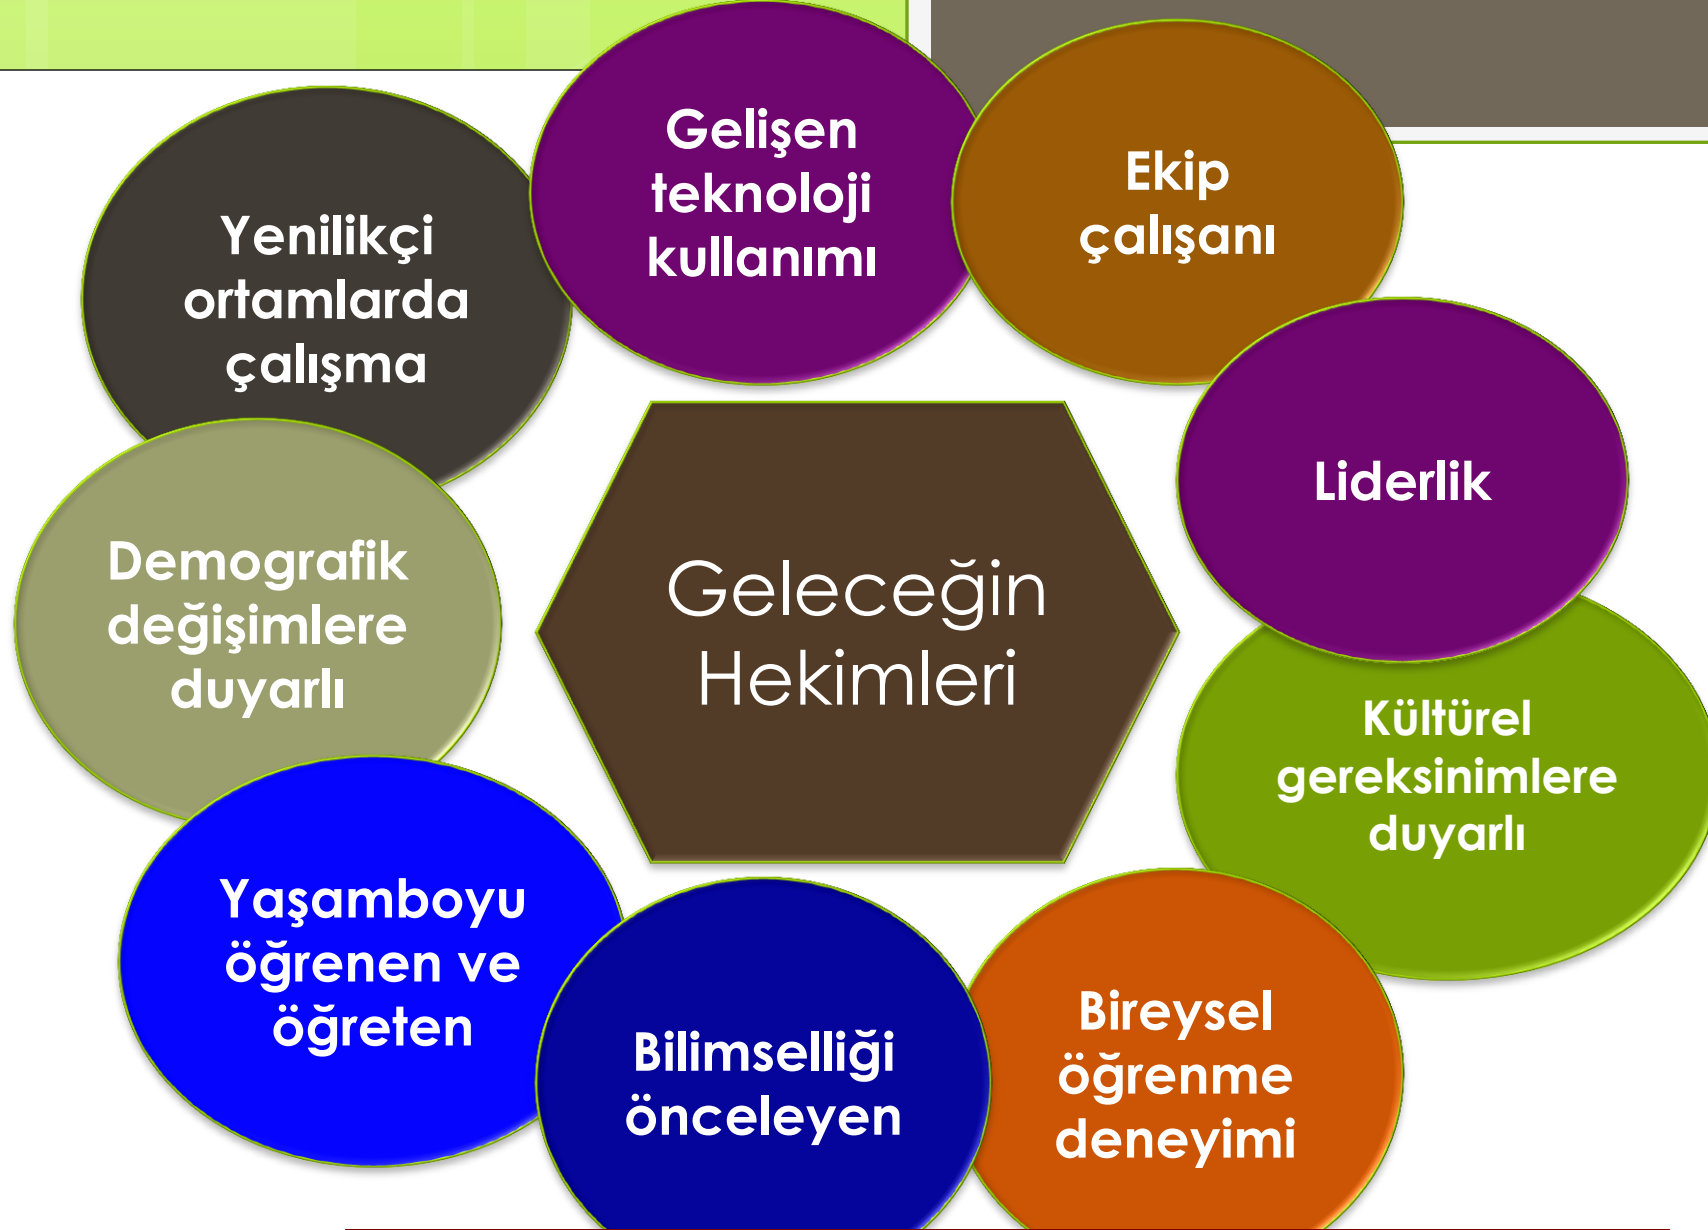 Gelişen
teknoloji
kullanımı
Ekip
çalışanı
Yenilikçi
ortamlarda
çalışma
Liderlik
Demografik
değişimlere
duyarlı
Geleceğin
Hekimleri
Kültürel
gereksinimlere
duyarlı
Yaşamboyu
öğrenen ve
öğreten
Bilimselliği
önceleyen
Bireysel
öğrenme
deneyimi